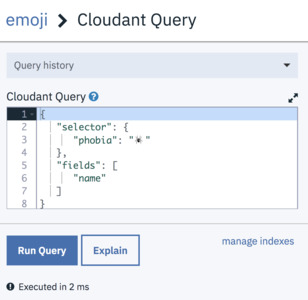 emoji > Cloudant Query
Query history
Cloudant Query ?
1 {
2 "selector": {
3 "phobia": "🕷"
4 },
5 "fields": [
6 "name"
7 ]
8 }
Run Query Explain manage indexes
Executed in 2 ms